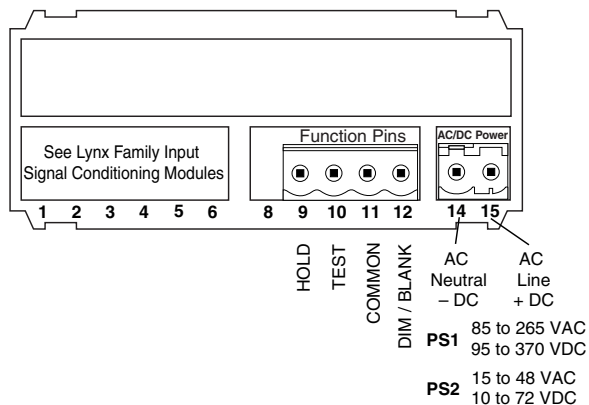 Function Pins
AC/DC Power
See Lynx Family Input
Signal Conditioning Modules
1 2 3 4 5 6 8 9 10 11 12 14 15
HOLD
TEST
COMMON
DIM / BLANK
AC
Neutral
– DC
AC
Line
+ DC
PS1 85 to 265 VAC
95 to 370 VDC
PS2 15 to 48 VAC
10 to 72 VDC